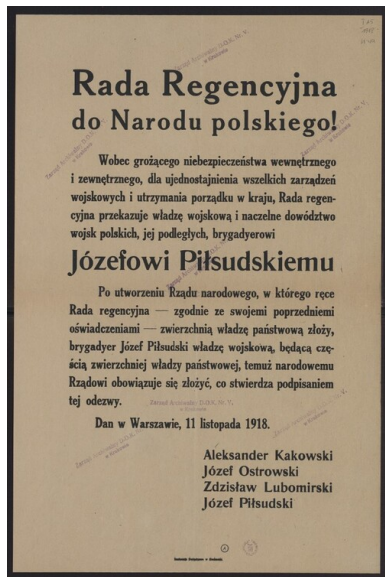 Rada Regencyjna
do Narodu polskiego!
Wobec grożącego niebezpieczeństwa wewnętrznego
i zewnętrznego, dla ujednostajnienia wszelkich zarządzeń
wojskowych i utrzymania porządku w kraju, Rada regen-
cyjna przekazuje władzę wojskową i naczelne dowództwo
wojsk polskich, jej podległych, brygadyerowi
Józefowi Piłsudskiemu
Po utworzeniu Rządu narodowego, w którego ręce
Rada regencyjna — zgodnie ze swojemi poprzedniemi
oświadczeniami — zwierzchnią władzę państwową złoży,
brygadyer Józef Piłsudski władzę wojskową, będącą czę-
ścią zwierzchniej władzy państwowej, temuż narodowemu
Rządowi obowiązuje się złożyć, co stwierdza podpisaniem
tej odezwy.
Dan w Warszawie, 11 listopada 1918.
Aleksander Kakowski
Józef Ostrowski
Zdzisław Lubomirski
Józef Piłsudski